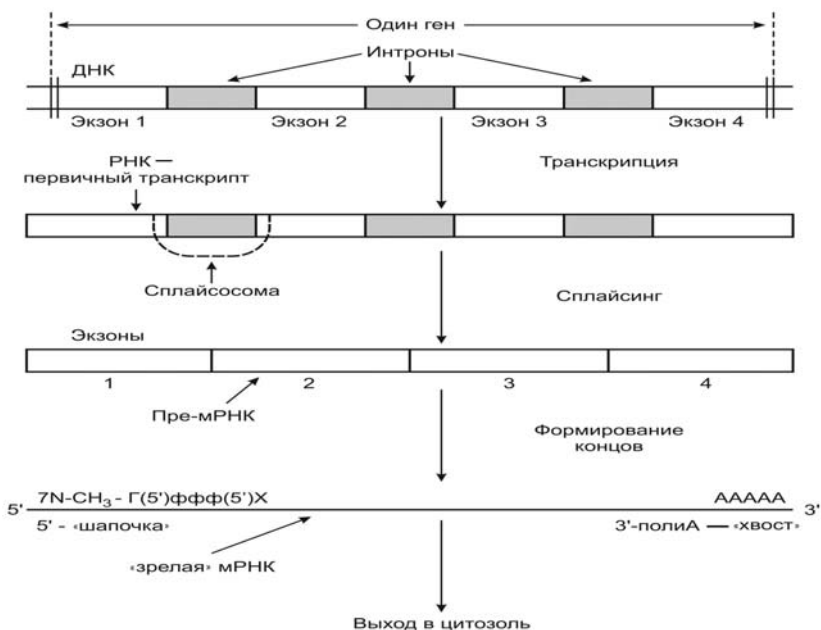 Один ген
Интроны
ДНК
Экзон 1 Экзон 2 Экзон 3 Экзон 4
Транскрипция
РНК —
первичный транскрипт
Сплайсосома
Сплайсинг
Экзоны
1 2 3 4
Пре-мРНК
Формирование
концов
7N-CH₃ - Г(5')ффф(5')Х ААААА
5' 3'
5' - «шапочка» 3'-полиА — «хвост»
«зрелая» мРНК
Выход в цитозоль